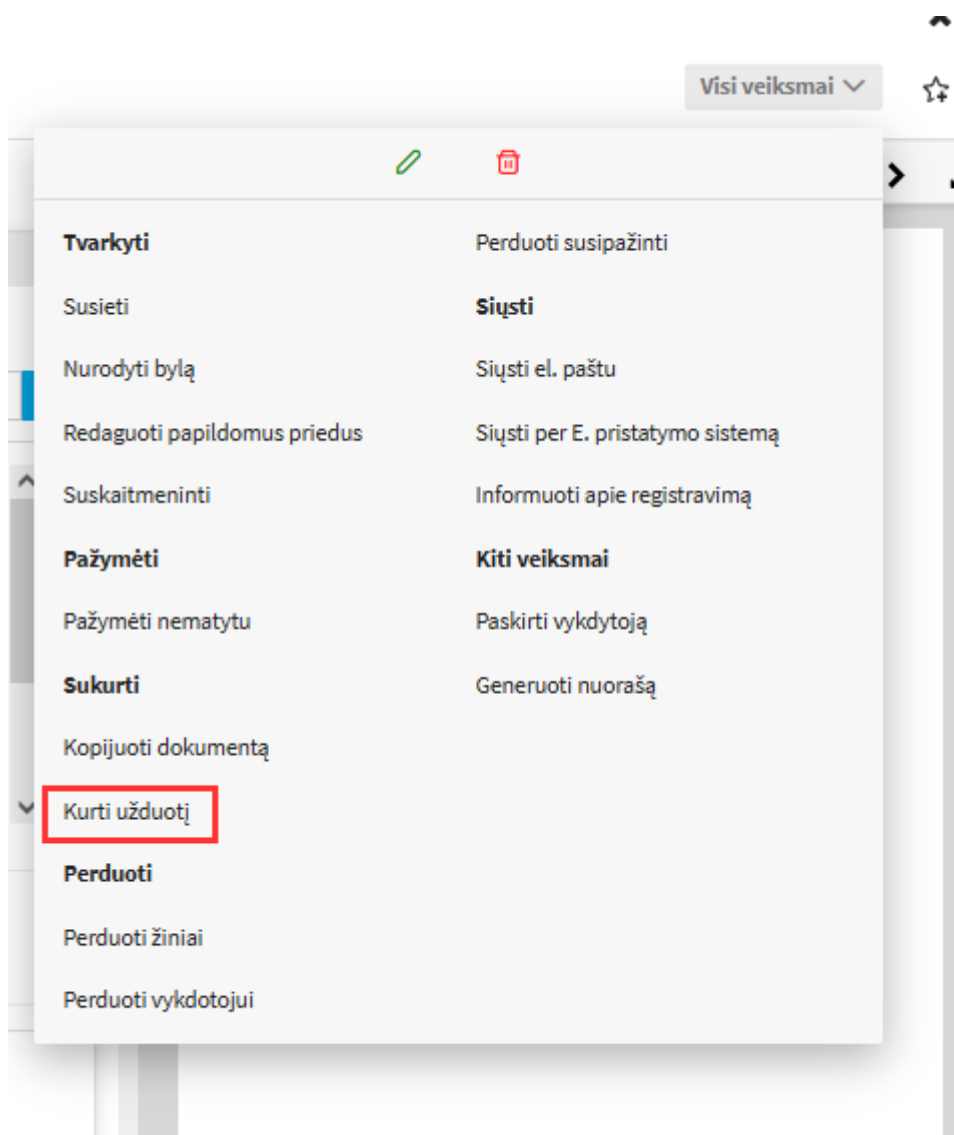 Visi veiksmai
Tvarkyti
Susieti
Nurodyti bylą
Redaguoti papildomus priedus
Suskaitmeninti
Pažymėti
Pažymėti nematytu
Sukurti
Kopijuoti dokumentą
Kurti užduotį
Perduoti
Perduoti žiniai
Perduoti vykdotojui
Perduoti susipažinti
Siųsti
Siųsti el. paštu
Siųsti per E. pristatymo sistemą
Informuoti apie registravimą
Kiti veiksmai
Paskirti vykdytoją
Generuoti nuorašą